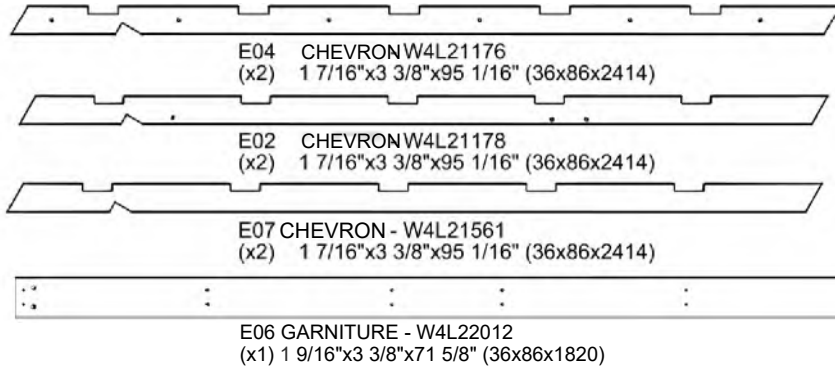 E04 CHEVRON-W4L21176
(x2) 1 7/16"x3 3/8"x95 1/16" (36x86x2414)
E02 CHEVRON-W4L21178
(x2) 1 7/16"x3 3/8"x95 1/16" (36x86x2414)
E07 CHEVRON - W4L21561
(x2) 1 7/16"x3 3/8"x95 1/16" (36x86x2414)
E06 GARNITURE - W4L22012
(x1) 1 9/16"x3 3/8"x71 5/8" (36x86x1820)